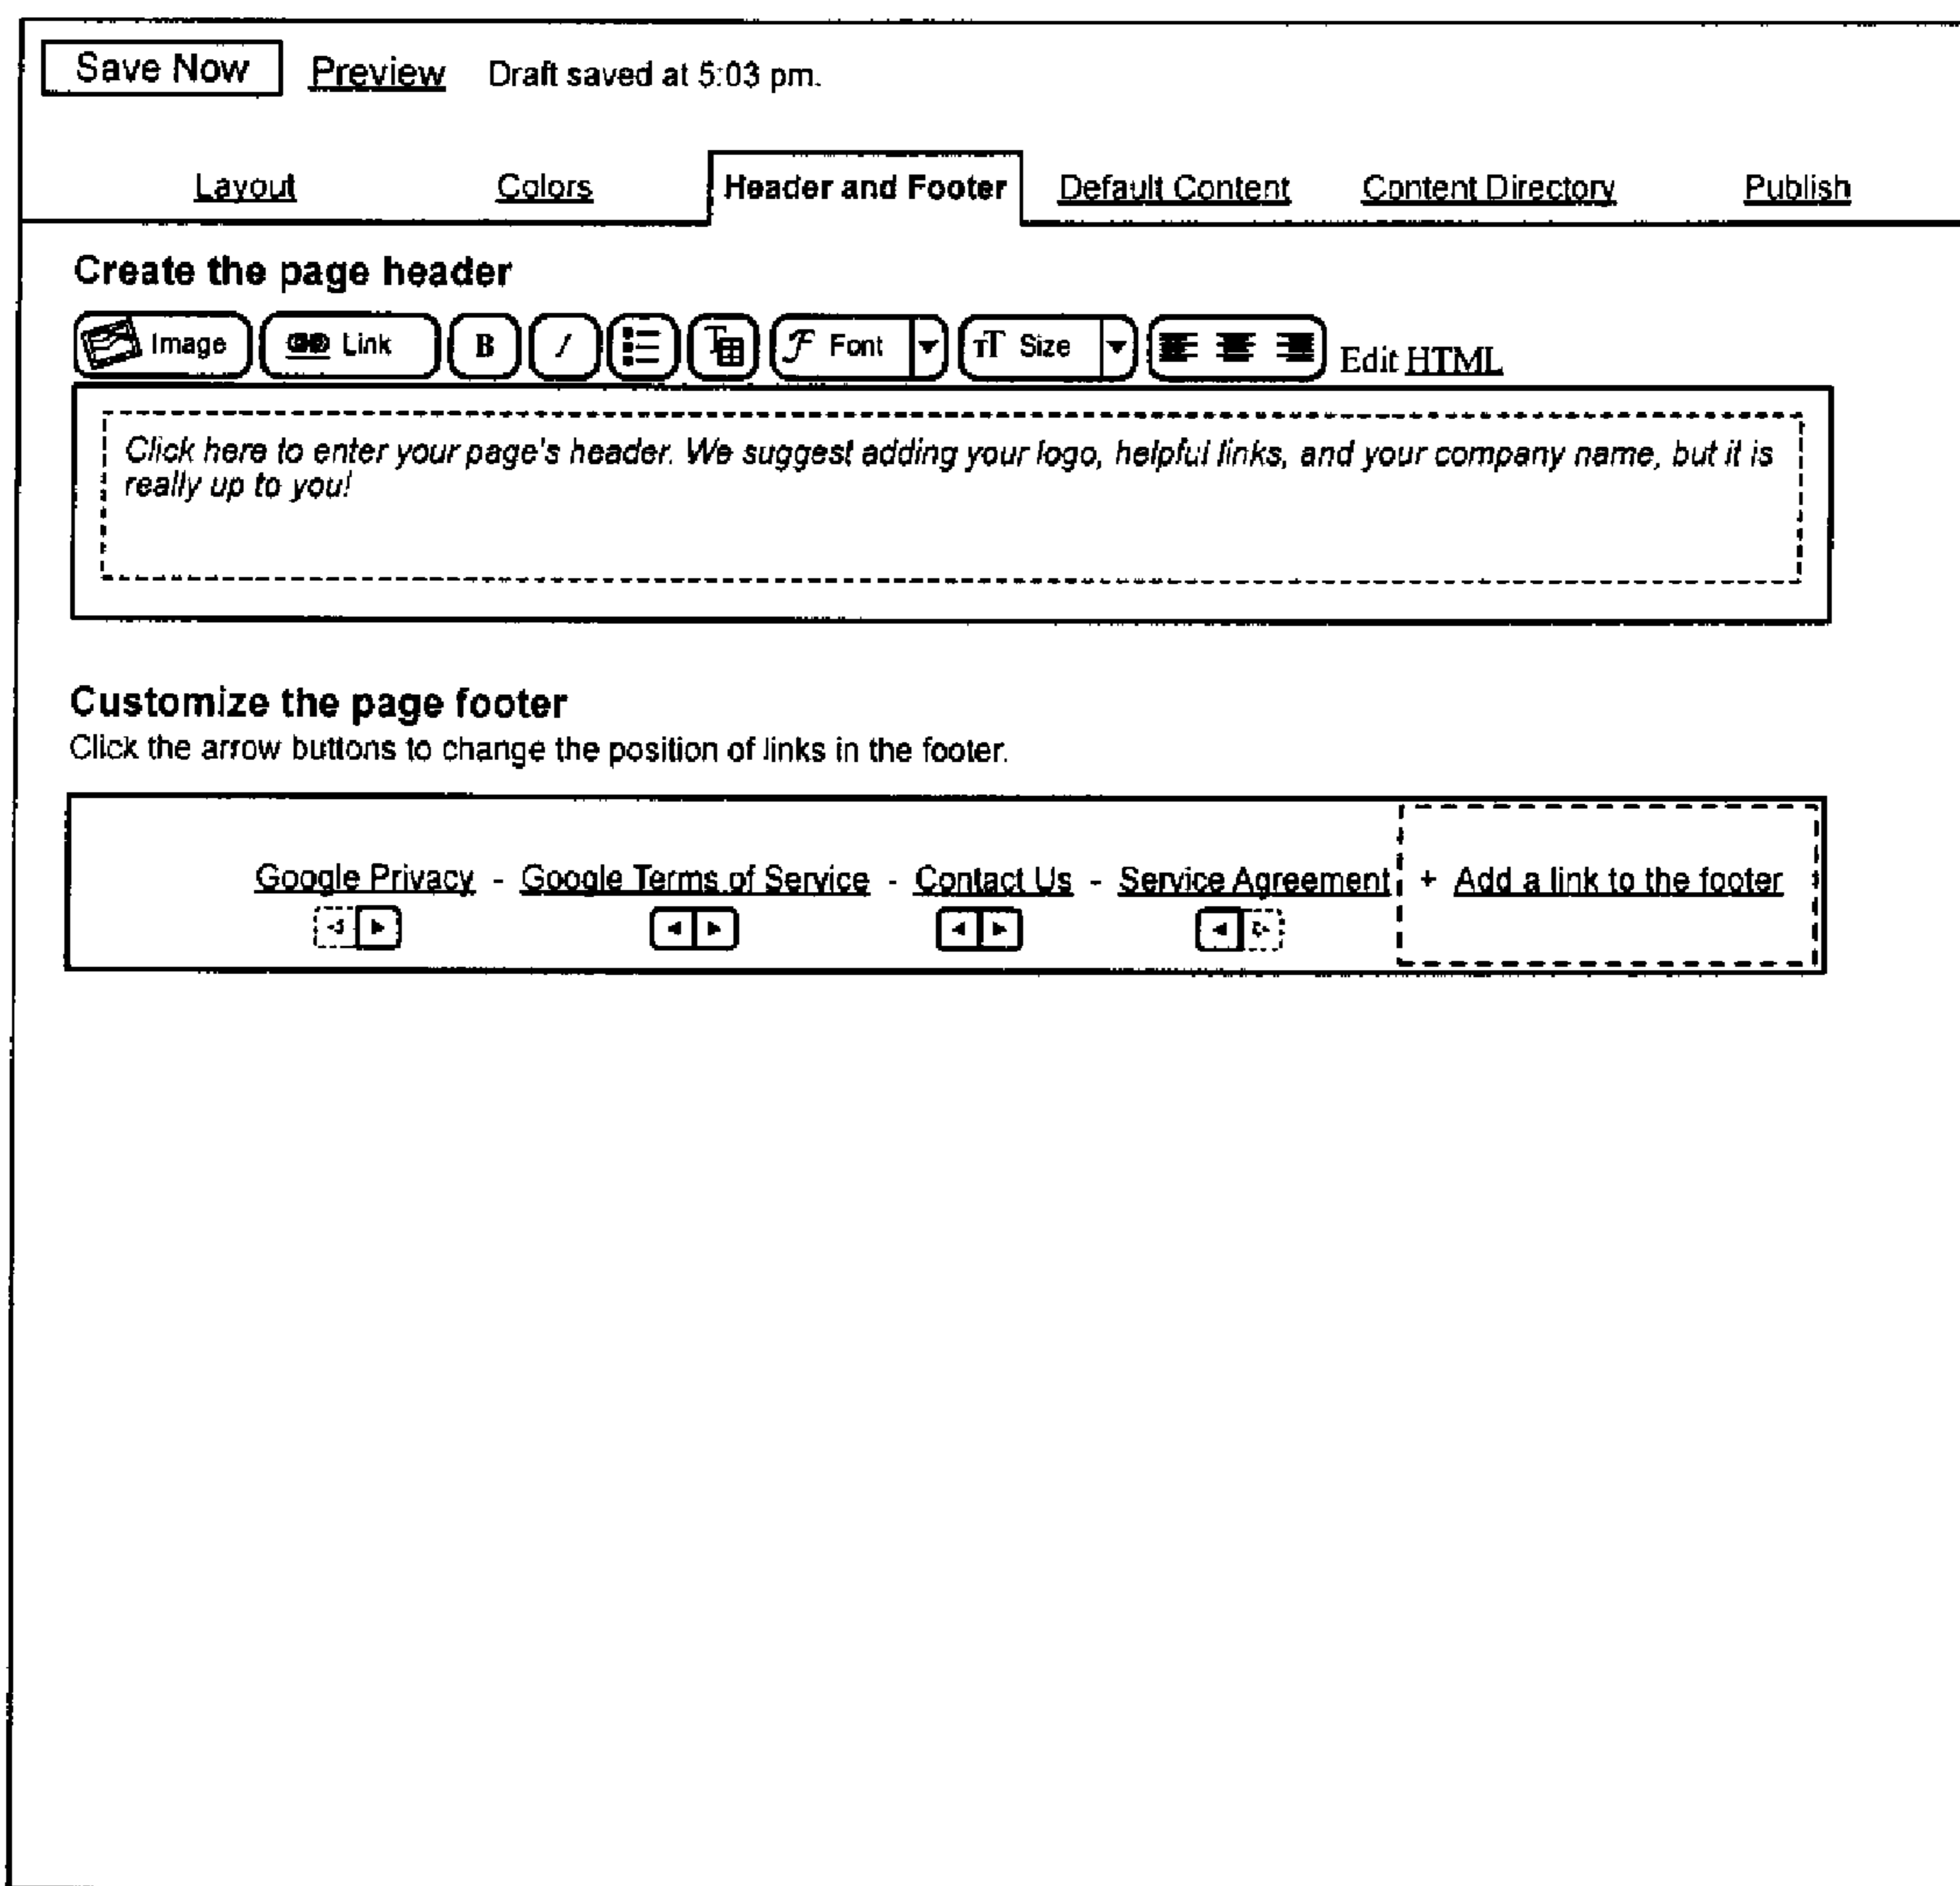 Save Now Preview Draft saved at 5:03 pm.
Layout Colors Header and Footer Default Content Content Directory Publish
Create the page header
Image Link B I T F Font TT Size Edit HTML
Click here to enter your page's header. We suggest adding your logo, helpful links, and your company name, but it is
really up to you!
Customize the page footer
Click the arrow buttons to change the position of links in the footer.
Google Privacy - Google Terms of Service - Contact Us - Service Agreement + Add a link to the footer